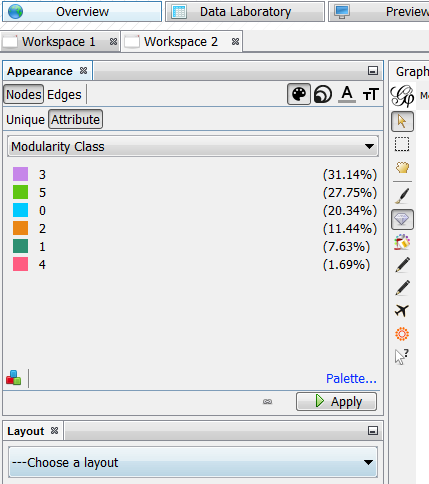 Overview Data Laboratory Preview
Workspace 1 Workspace 2
Appearance Graph
Nodes Edges A T T
Unique Attribute
Modularity Class
3 (31.14%)
5 (27.75%)
0 (20.34%)
2 (11.44%)
1 (7.63%)
4 (1.69%)
?
Palette...
Apply
Layout
---Choose a layout